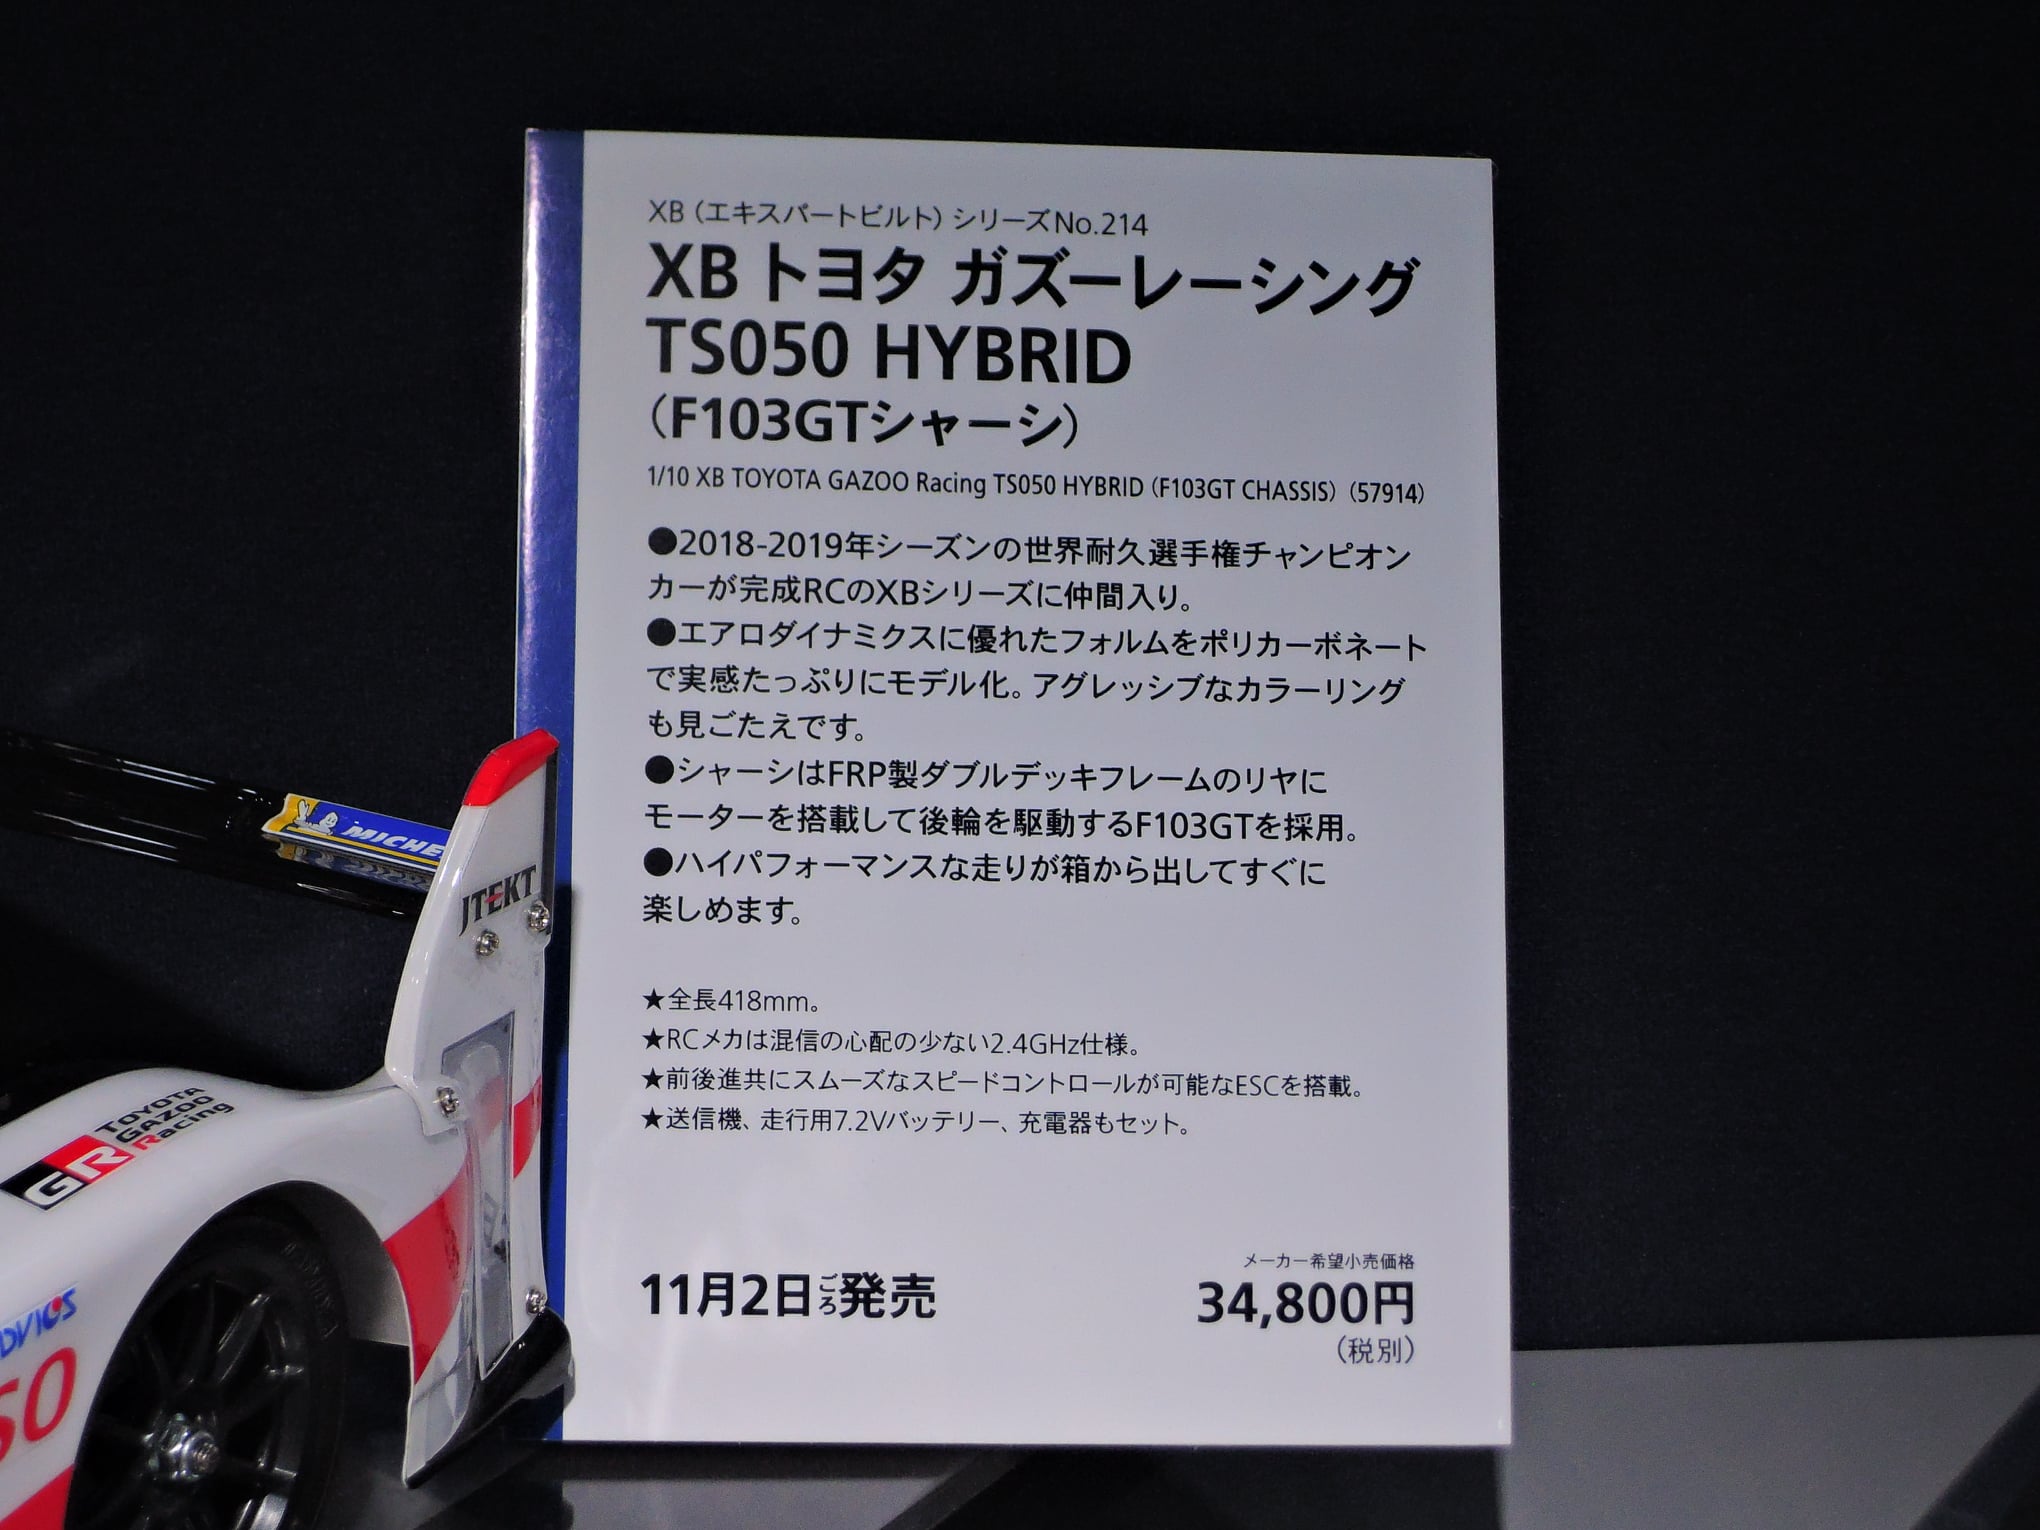 XB（エキスパートビルト）シリーズNo.214
XB トヨタ ガズーレーシング
TS050 HYBRID
（F103GTシャーシ）
1/10 XB TOYOTA GAZOO Racing TS050 HYBRID (F103GT CHASSIS) (57914)
●2018-2019年シーズンの世界耐久選手権チャンピオン
カーが完成RCのXBシリーズに仲間入り。
●エアロダイナミクスに優れたフォルムをポリカーボネート
で実感たっぷりにモデル化。アグレッシブなカラーリング
も見ごたえです。
●シャーシはFRP製ダブルデッキフレームのリヤに
モーターを搭載して後輪を駆動するF103GTを採用。
●ハイパフォーマンスな走りが箱から出してすぐに
楽しめます。
★全長418mm。
★RCメカは混信の心配の少ない2.4GHz仕様。
★前後進共にスムーズなスピードコントロールが可能なESCを搭載。
★送信機、走行用7.2Vバッテリー、充電器もセット。
11月2日ごろ発売
メーカー希望小売価格
34,800円
（税別）
MICHE
JTEKT
GR TOYOTA
GAZOO
Racing
DVICS
50